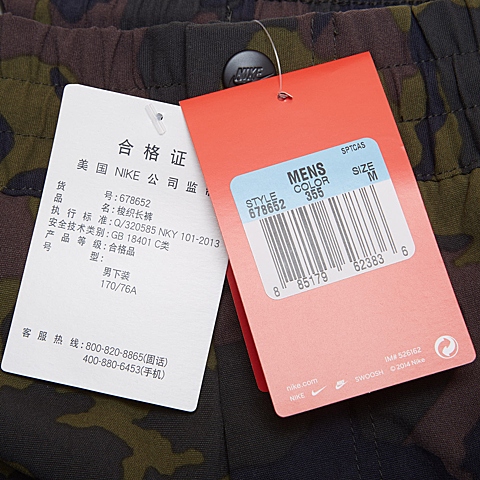 NIKE
合格证
美国 NIKE 公司监制
货号:678652
品名:梭织长裤
执行标准:Q/320585 NKY 101-2013
安全技术类别:GB 18401 C类
产品等级:合格品
型号:
男下装
170/76A
客服热线:800-820-8865(固话)
400-880-6453(手机)
SPTCAS
MENS
STYLE COLOR SIZE
678652 355 M
8 85179 62383 6
IM# 526162
nike.com
NIKE SWOOSH © 2014 Nike